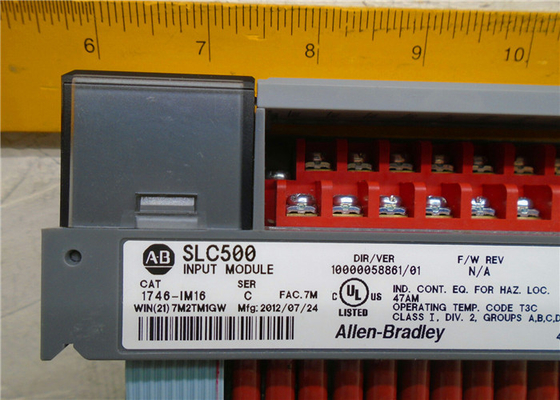 6 7 8 9 10
A-B SLC500
INPUT MODULE
DIR/VER
10000058861/01
F/W REV
N/A
CAT
1746-IM16
SER
C
FAC. 7M
WIN(21)7M2TM1GW Mfg: 2012/07/24
c UL US
LISTED
IND. CONT. EQ. FOR HAZ. LOC.
47AM
OPERATING TEMP. CODE T3C
CLASS I, DIV. 2, GROUPS A,B,C,D
Allen-Bradley